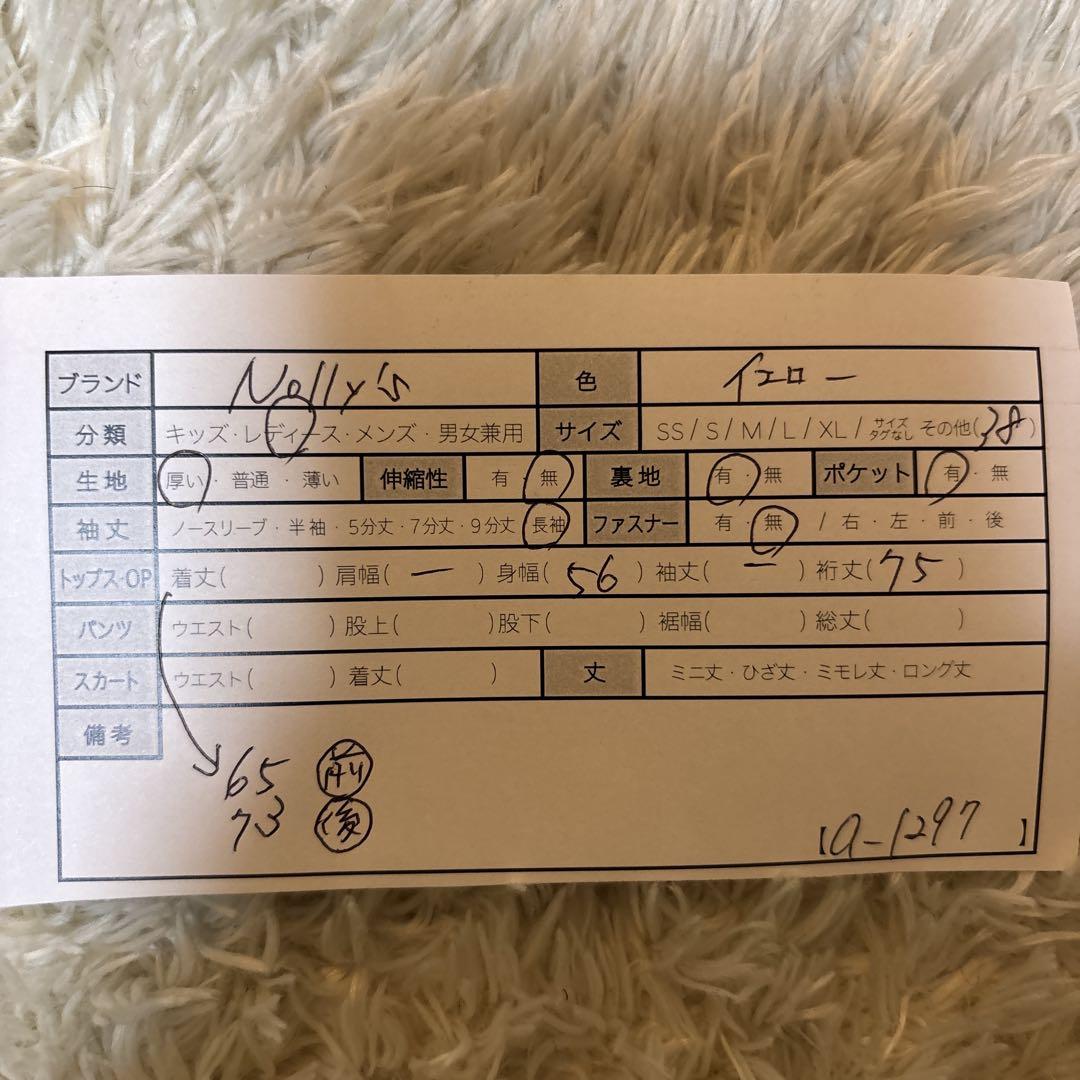 ブランド Nolly's 色 イエロー
分類 キッズ・レディース・メンズ・男女兼用 サイズ SS / S / M / L / XL / サイズタグなし その他(38)
生地 厚い・普通・薄い 伸縮性 有・無 裏地 有・無 ポケット 有・無
袖丈 ノースリーブ・半袖・5分丈・7分丈・9分丈・長袖 ファスナー 有・無 / 右・左・前・後
トップス・OP 着丈( ) 肩幅( ー ) 身幅( 56 ) 袖丈( ー ) 裄丈( 75 )
パンツ ウエスト( ) 股上( ) 股下( ) 裾幅( ) 総丈( )
スカート ウエスト( ) 着丈( ) 丈 ミニ丈・ひざ丈・ミモレ丈・ロング丈
備考
65 前
73 後
【a-1297】